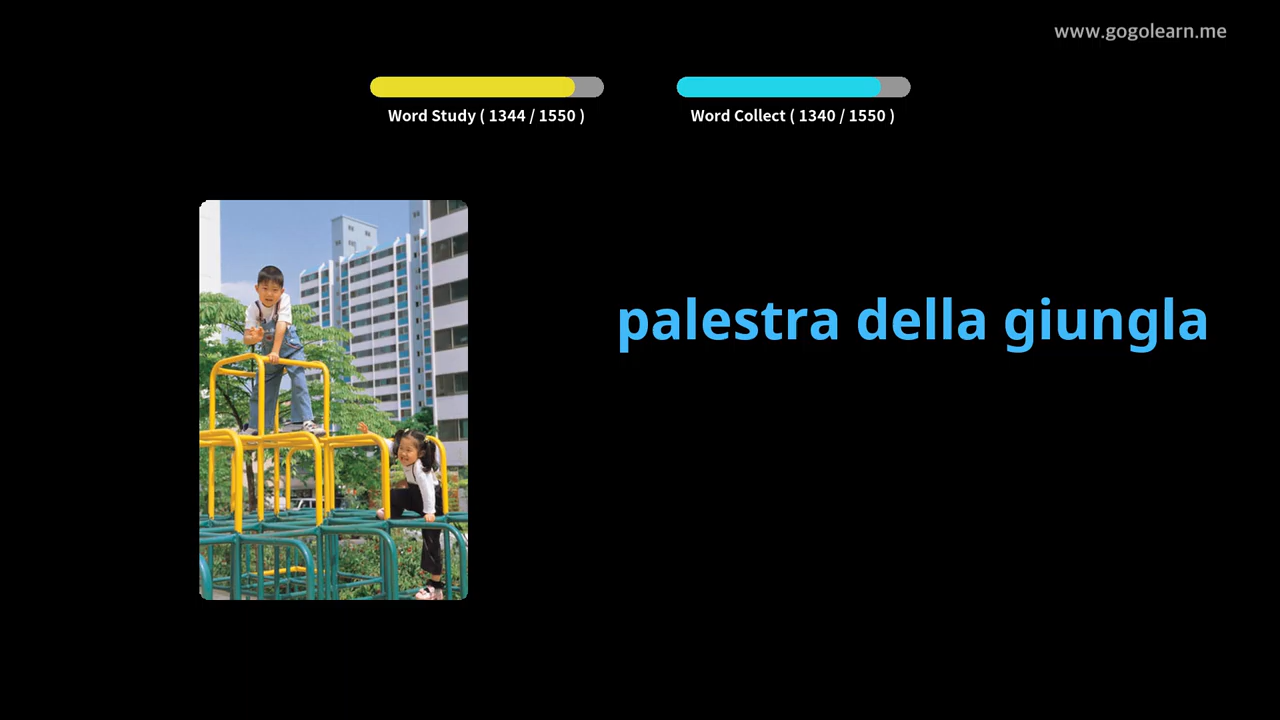 www.gogolearn.me
Word Study ( 1344 / 1550 )
Word Collect ( 1340 / 1550 )
palestra della giungla